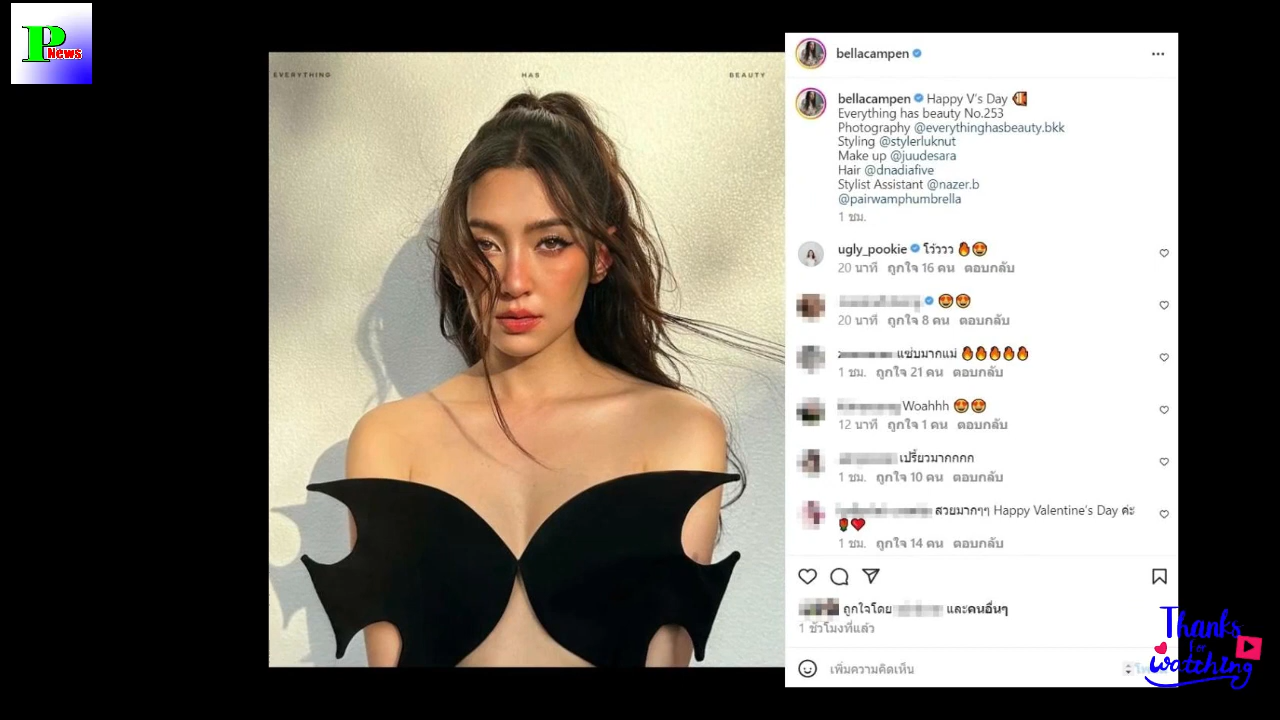 P
News
EVERYTHING HAS BEAUTY
bellacampen
bellacampen Happy V's Day
Everything has beauty No.253
Photography @everythinghasbeauty.bkk
Styling @stylerluknut
Make up @juudesara
Hair @dnadiafive
Stylist Assistant @nazer.b
@pairwamphumbrella
1 ชม.
ugly_pookie โว้ววว 🔥😍
20 นาที ถูกใจ 16 คน ตอบกลับ
😍😍
20 นาที ถูกใจ 8 คน ตอบกลับ
แซ่บมากแม่ 🔥🔥🔥🔥🔥
1 ชม. ถูกใจ 21 คน ตอบกลับ
Woahhh 😍😍
12 นาที ถูกใจ 1 คน ตอบกลับ
เปรี้ยวมากกกก
1 ชม. ถูกใจ 10 คน ตอบกลับ
สวยมากๆๆ Happy Valentine's Day ค่ะ
🌹❤️
1 ชม. ถูกใจ 14 คน ตอบกลับ
ถูกใจโดย และคนอื่นๆ
1 ชั่วโมงที่แล้ว
เพิ่มความคิดเห็น
Thanks
for
watching